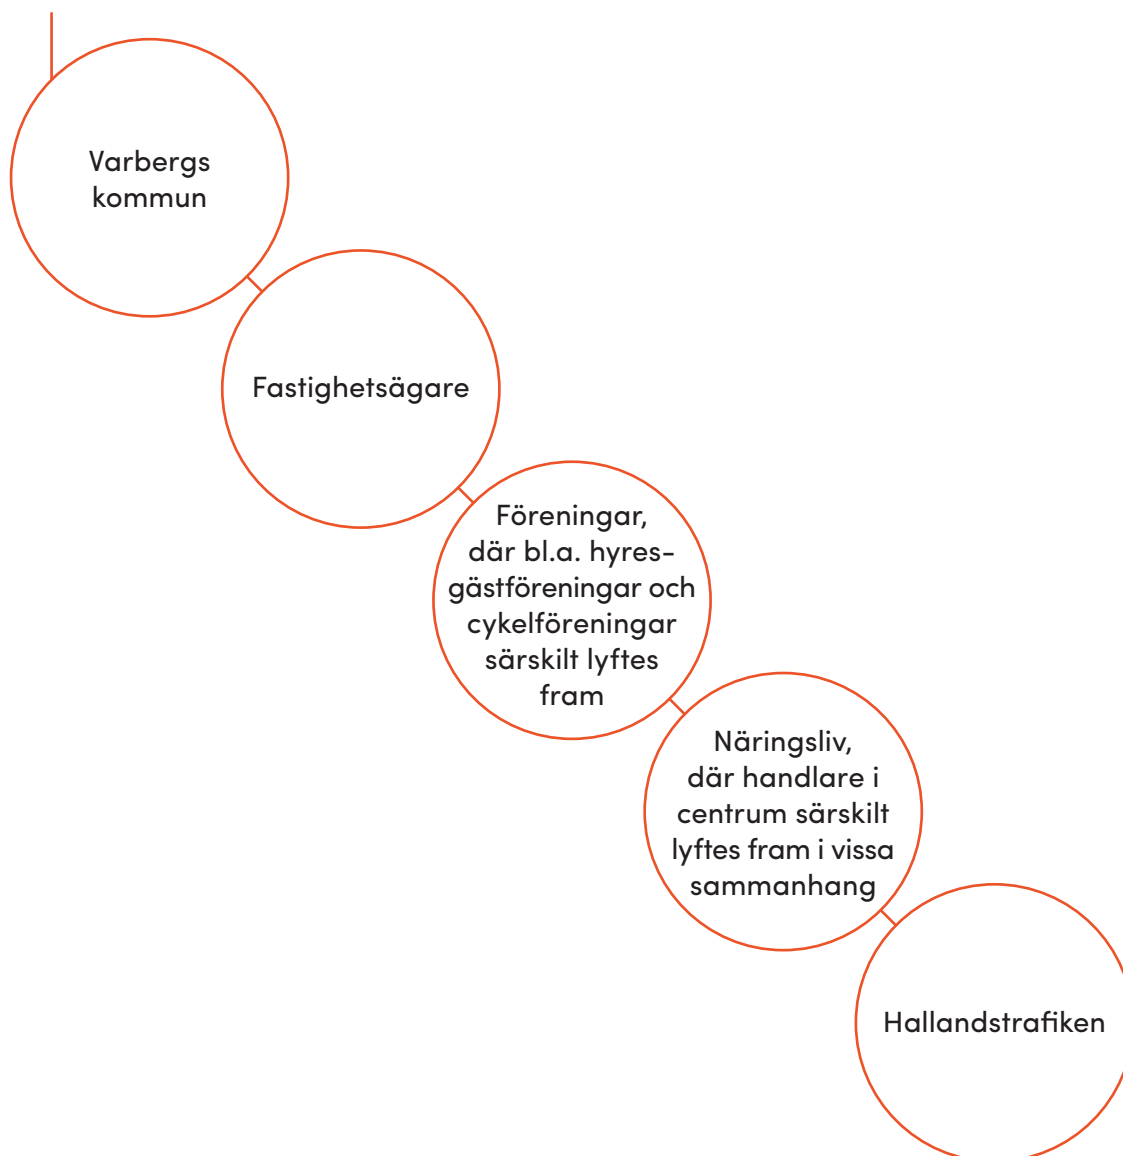 Varbergs
kommun
Fastighetsägare
Föreningar,
där bl.a. hyres-
gästföreningar och
cykelföreningar
särskilt lyftes
fram
Näringsliv,
där handlare i
centrum särskilt
lyftes fram i vissa
sammanhang
Hallandstrafiken